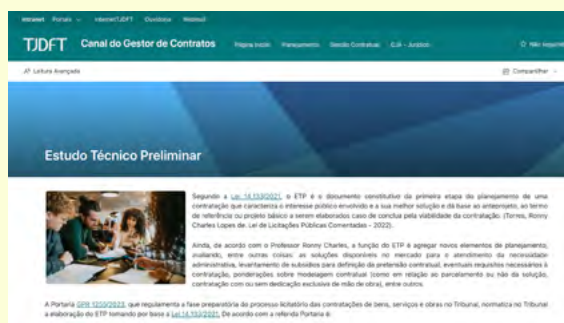 Intranet Portais InternetTJDFT Ouvidoria Webmail
TJDFT Canal do Gestor de Contratos Página Inicial Planejamento Gestão Contratual - Jurídico Não seguindo
Leitura Avançada Compartilhar
Estudo Técnico Preliminar
Segundo a Lei 14.133/2021, o ETP é o documento constitutivo da primeira etapa do planejamento de uma
contratação que caracteriza o interesse público envolvido e a sua melhor solução e dá base ao anteprojeto, ao termo
de referência ou projeto básico a serem elaborados caso de conclua pela viabilidade da contratação. (Torres, Ronny
Charles Lopes de. Lei de Licitações Públicas Comentadas - 2022).
Ainda, de acordo com o Professor Ronny Charles, a função do ETP é agregar novos elementos de planejamento,
avaliando, entre outras coisas: as soluções disponíveis no mercado para o atendimento da necessidade
administrativa, levantamento de subsídios para definição da pretensão contratual, eventuais requisitos necessários à
contratação, ponderações sobre modelagem contratual (como em relação ao parcelamento ou não da solução,
contratação com ou sem dedicação exclusiva de mão de obra), entre outros.
A Portaria GPR 1255/2023, que regulamenta a fase preparatória do processo licitatório das contratações de bens, serviços e obras no Tribunal, normatiza no Tribunal
a elaboração do ETP tomando por base a Lei 14.133/2021. De acordo com a referida Portaria é: